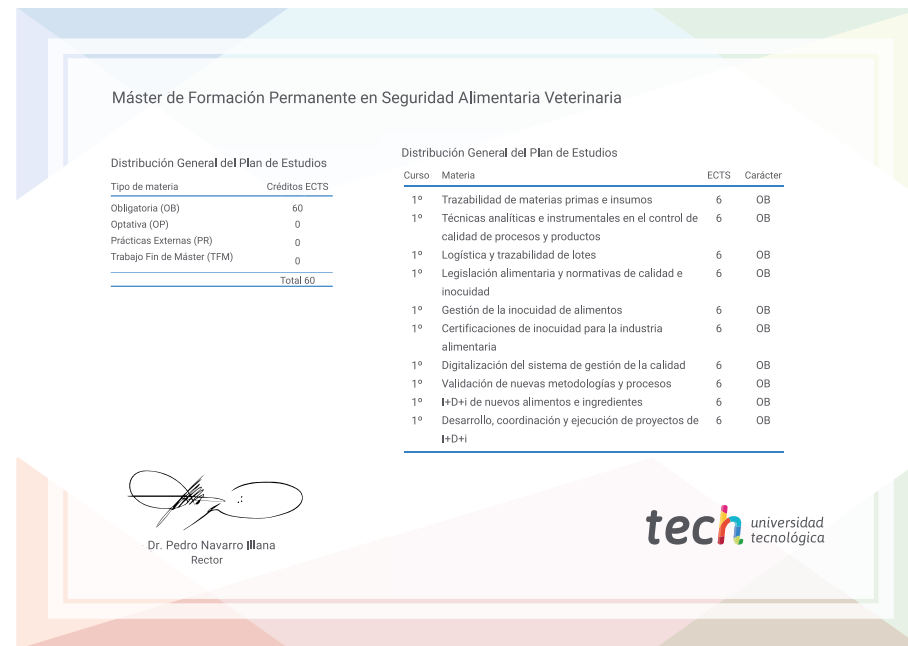 Máster de Formación Permanente en Seguridad Alimentaria Veterinaria
Distribución General del Plan de Estudios
Tipo de materia Créditos ECTS
Obligatoria (OB) 60
Optativa (OP) 0
Prácticas Externas (PR) 0
Trabajo Fin de Máster (TFM) 0
Total 60
Distribución General del Plan de Estudios
Curso Materia ECTS Carácter
1º Trazabilidad de materias primas e insumos 6 OB
1º Técnicas analíticas e instrumentales en el control de 6 OB
calidad de procesos y productos
1º Logística y trazabilidad de lotes 6 OB
1º Legislación alimentaria y normativas de calidad e 6 OB
inocuidad
1º Gestión de la inocuidad de alimentos 6 OB
1º Certificaciones de inocuidad para la industria 6 OB
alimentaria
1º Digitalización del sistema de gestión de la calidad 6 OB
1º Validación de nuevas metodologías y procesos 6 OB
1º I+D+i de nuevos alimentos e ingredientes 6 OB
1º Desarrollo, coordinación y ejecución de proyectos de 6 OB
I+D+i
Dr. Pedro Navarro Illana
Rector
tech universidad
tecnológica